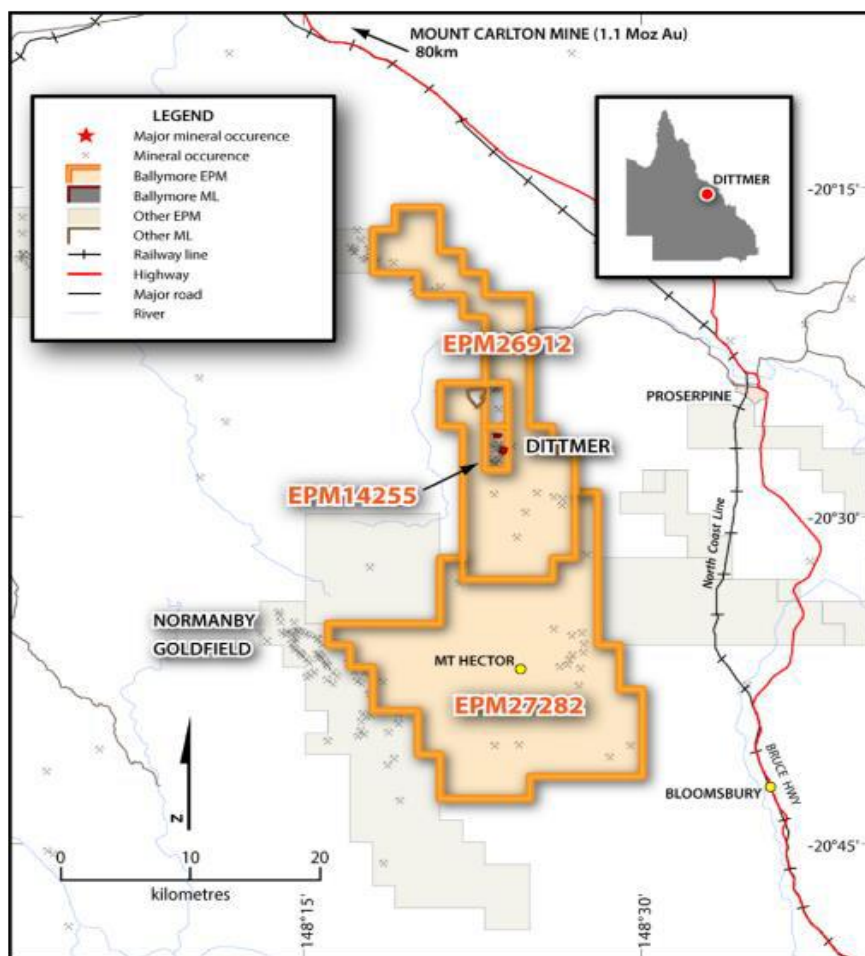 MOUNT CARLTON MINE (1.1 Moz Au)
80km
LEGEND
Major mineral occurence
Mineral occurence
Ballymore EPM
Ballymore ML
Other EPM
Other ML
Railway line
Highway
Major road
River
DITTMER
-20°15'
EPM26912
PROSERPINE
DITTMER
EPM14255
-20°30'
North Coast Line
NORMANBY
GOLDFIELD
MT HECTOR
EPM27282
BRUCE HWY
BLOOMSBURY
N
-20°45'
0 10 20
kilometres
148°15'
148°30'